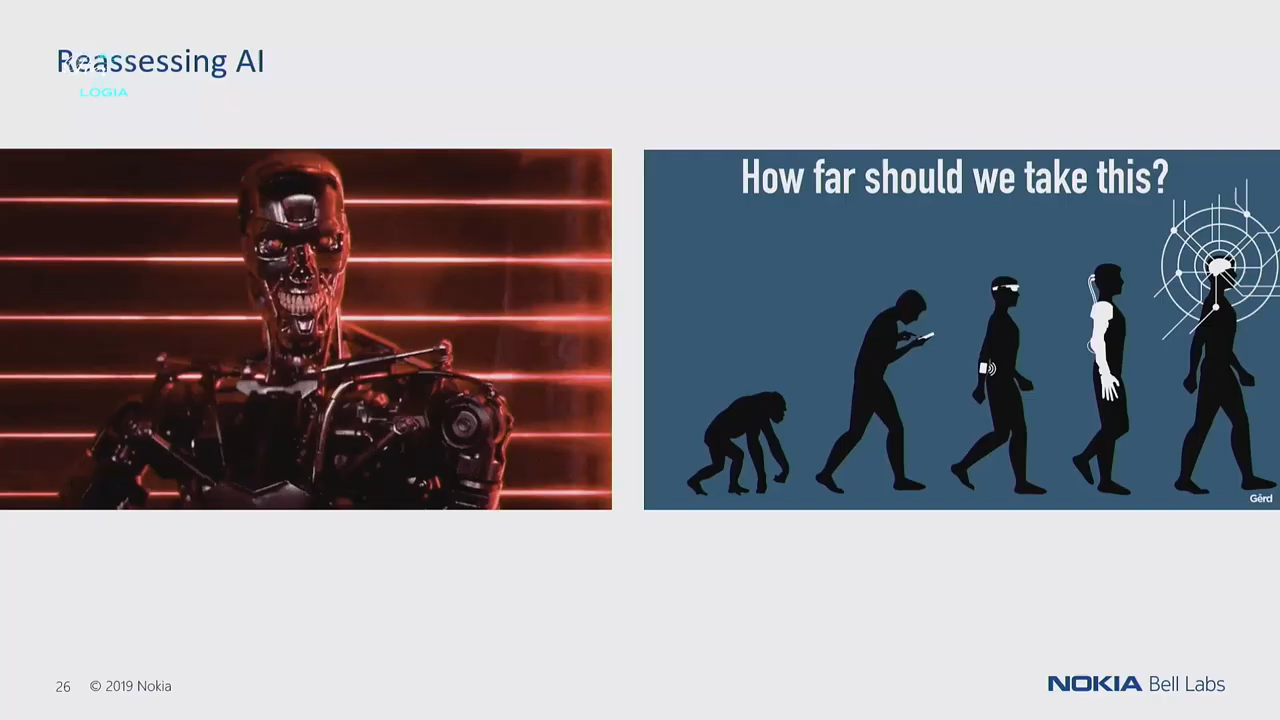 Reassessing AI
LOGIA
How far should we take this?
Gerd
26 © 2019 Nokia
NOKIA Bell Labs